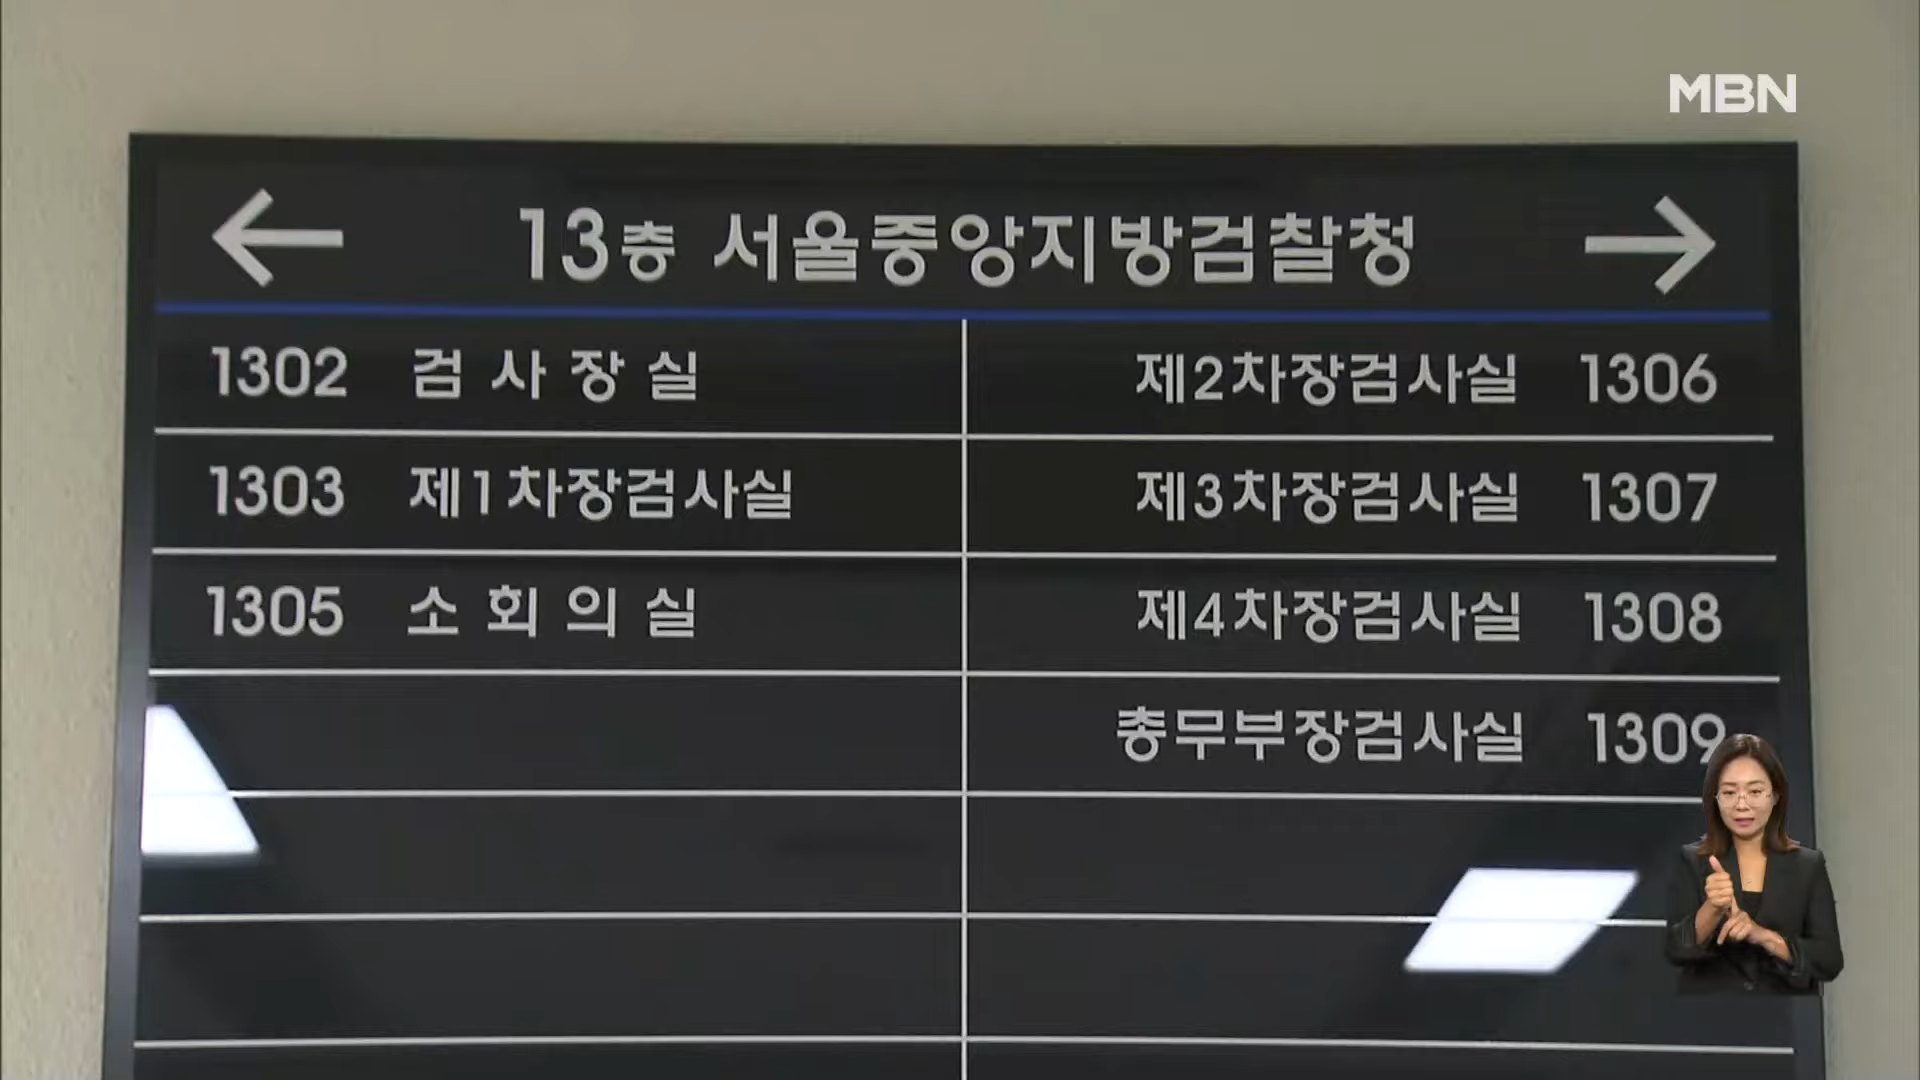 MBN
13층 서울중앙지방검찰청
1302 검사장실
제2차장검사실 1306
1303 제1차장검사실
제3차장검사실 1307
1305 소회의실
제4차장검사실 1308
총무부장검사실 1309